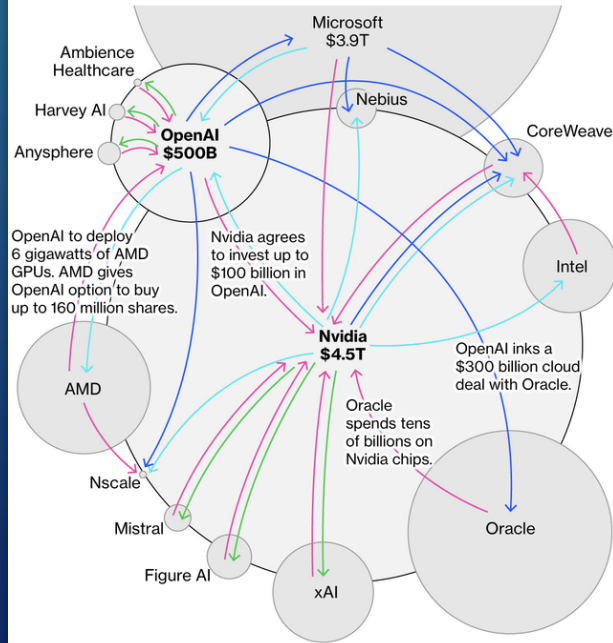 Microsoft
$3.9T
Ambience
Healthcare
Harvey AI
Anysphere
OpenAI
$500B
Nebius
CoreWeave
Intel
OpenAI to deploy
6 gigawatts of AMD
GPUs. AMD gives
OpenAI option to buy
up to 160 million shares.
Nvidia agrees
to invest up to
$100 billion in
OpenAI.
Nvidia
$4.5T
OpenAI inks a
$300 billion cloud
deal with Oracle.
AMD
Oracle
spends tens
of billions on
Nvidia chips.
Nscale
Mistral
Figure AI
xAI
Oracle